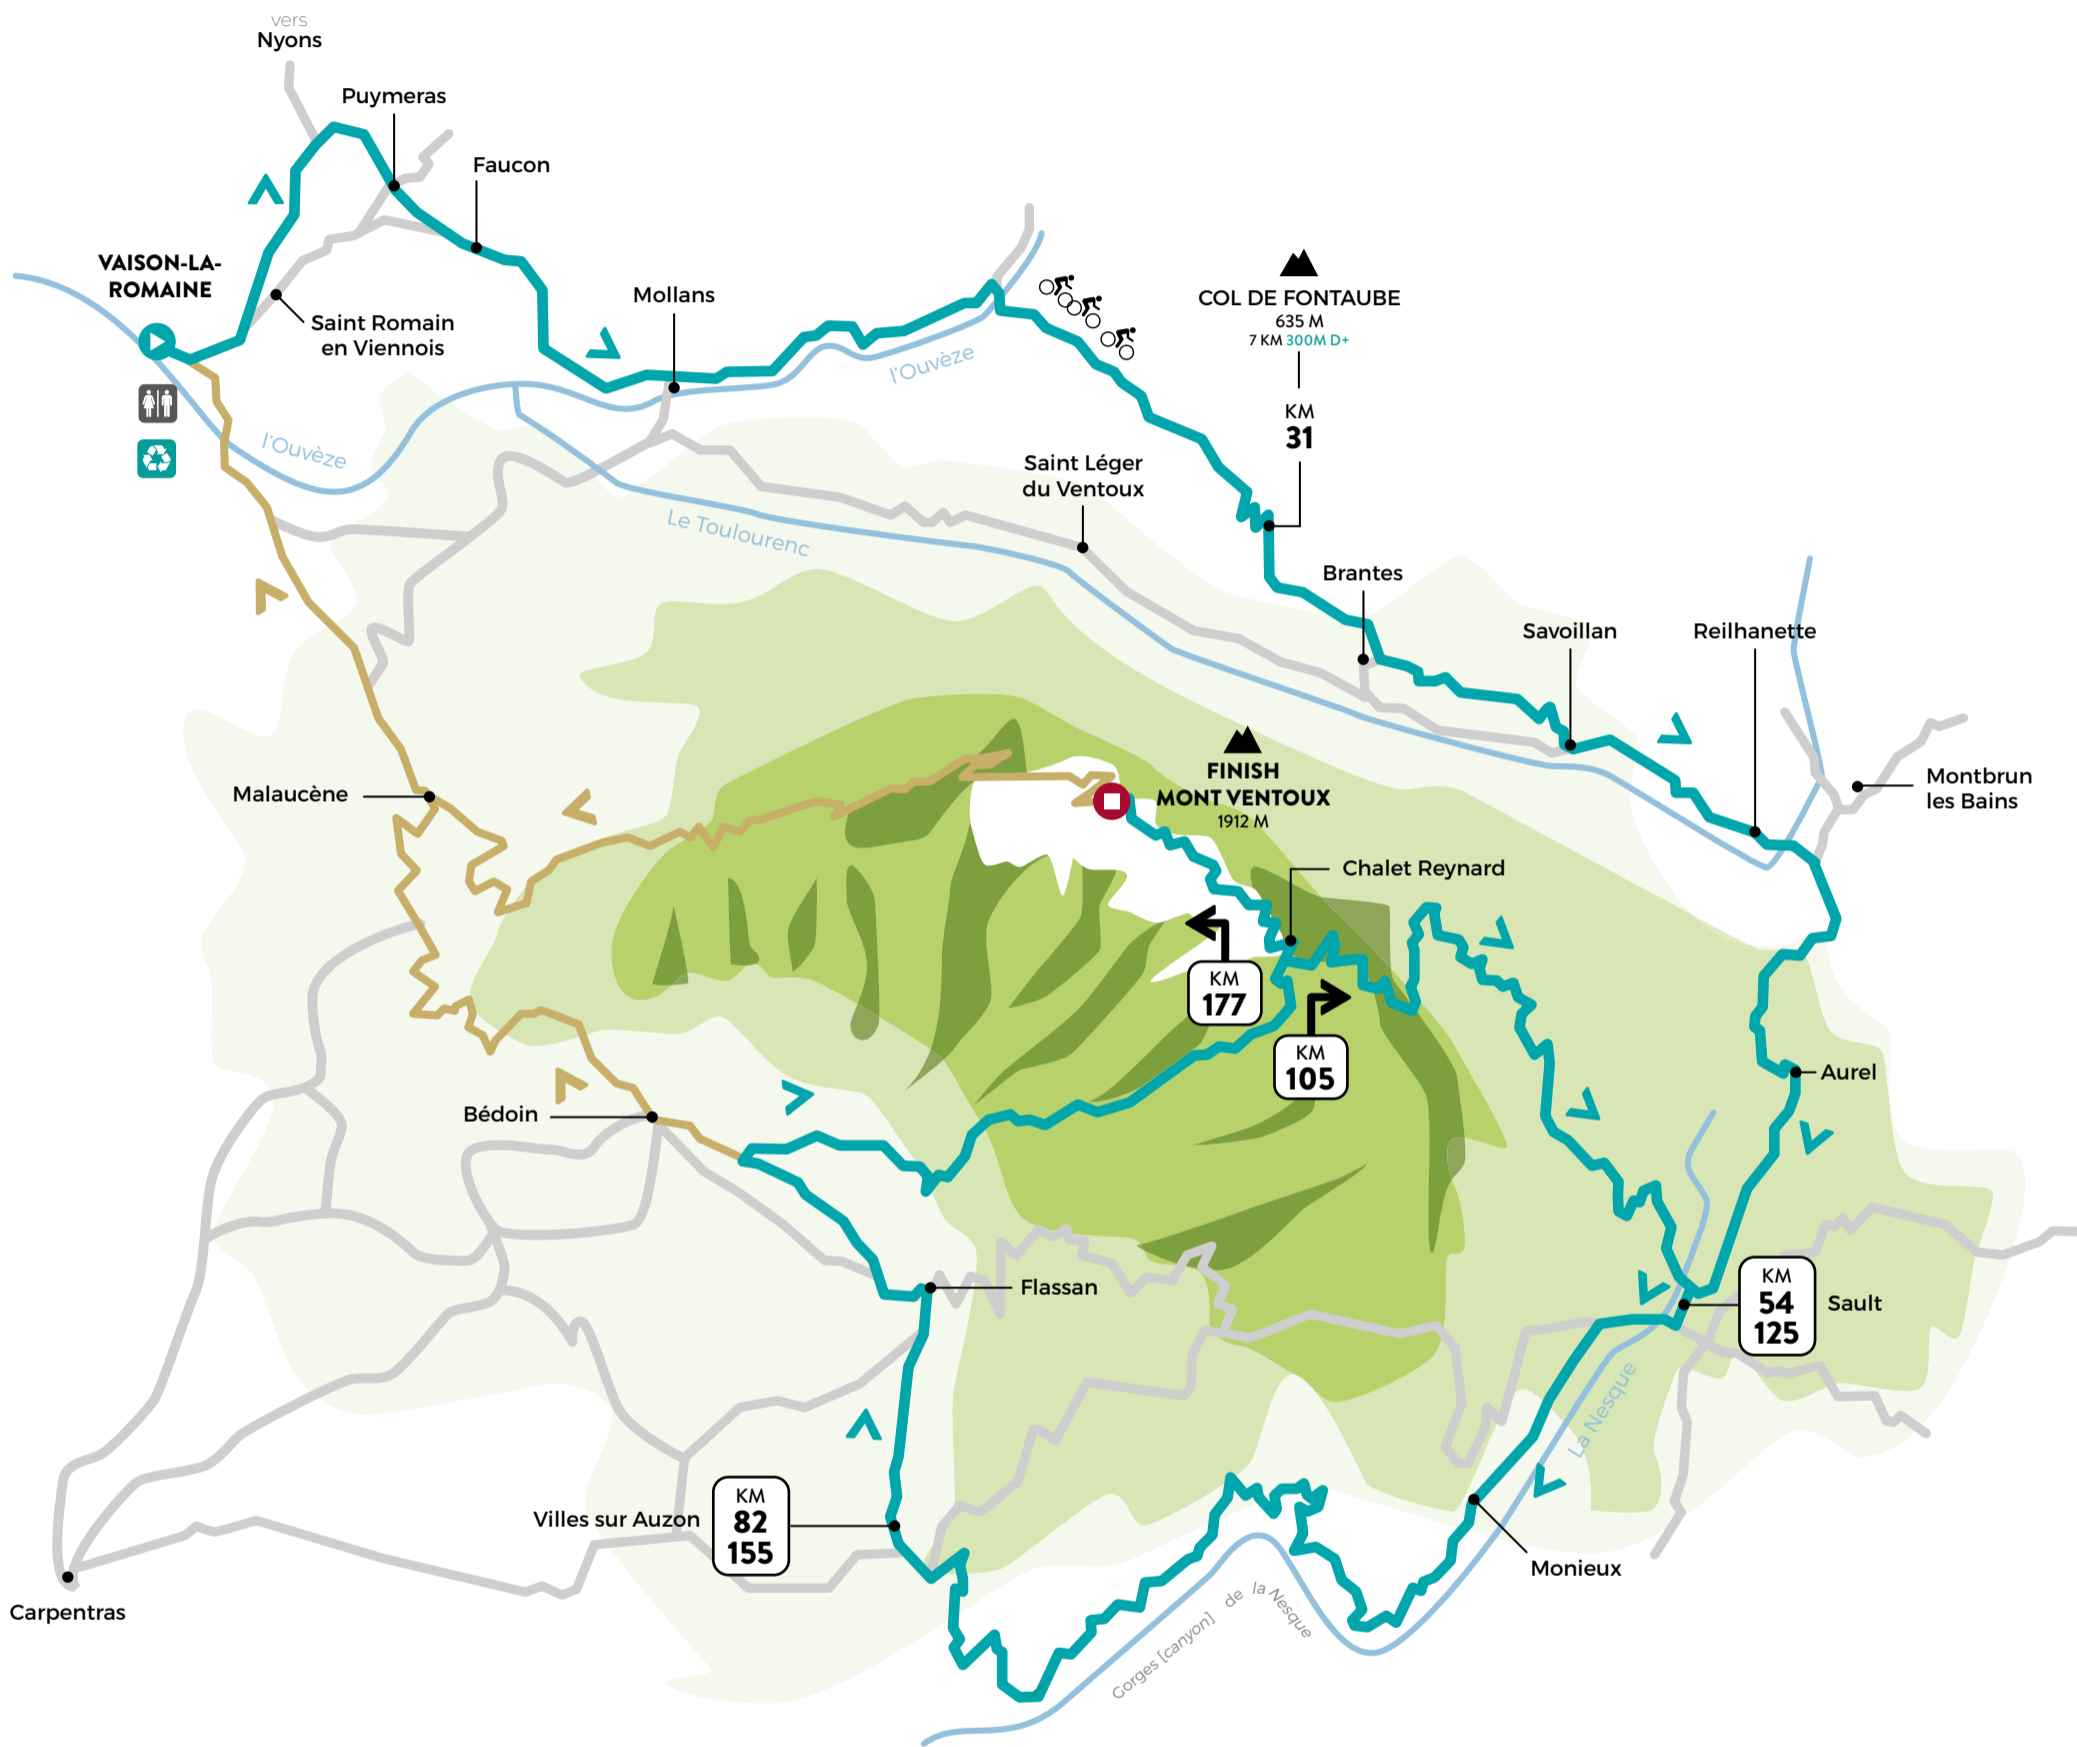 vers
Nyons
Puymeras
Faucon
VAISON-LA-
ROMAINE
Saint Romain
en Viennois
Mollans
l'Ouvèze
l'Ouvèze
COL DE FONTAUBE
635 M
7 KM 300M D+
KM
31
Saint Léger
du Ventoux
Le Toulourenc
Brantes
Savoillan
Reilhanette
Montbrun
les Bains
Malaucène
FINISH
MONT VENTOUX
1912 M
Chalet Reynard
KM
177
KM
105
Aurel
Bédoin
Flassan
KM
54
125
Sault
La Nesque
Villes sur Auzon
KM
82
155
Monieux
Gorges [canyon] de la Nesque
Carpentras